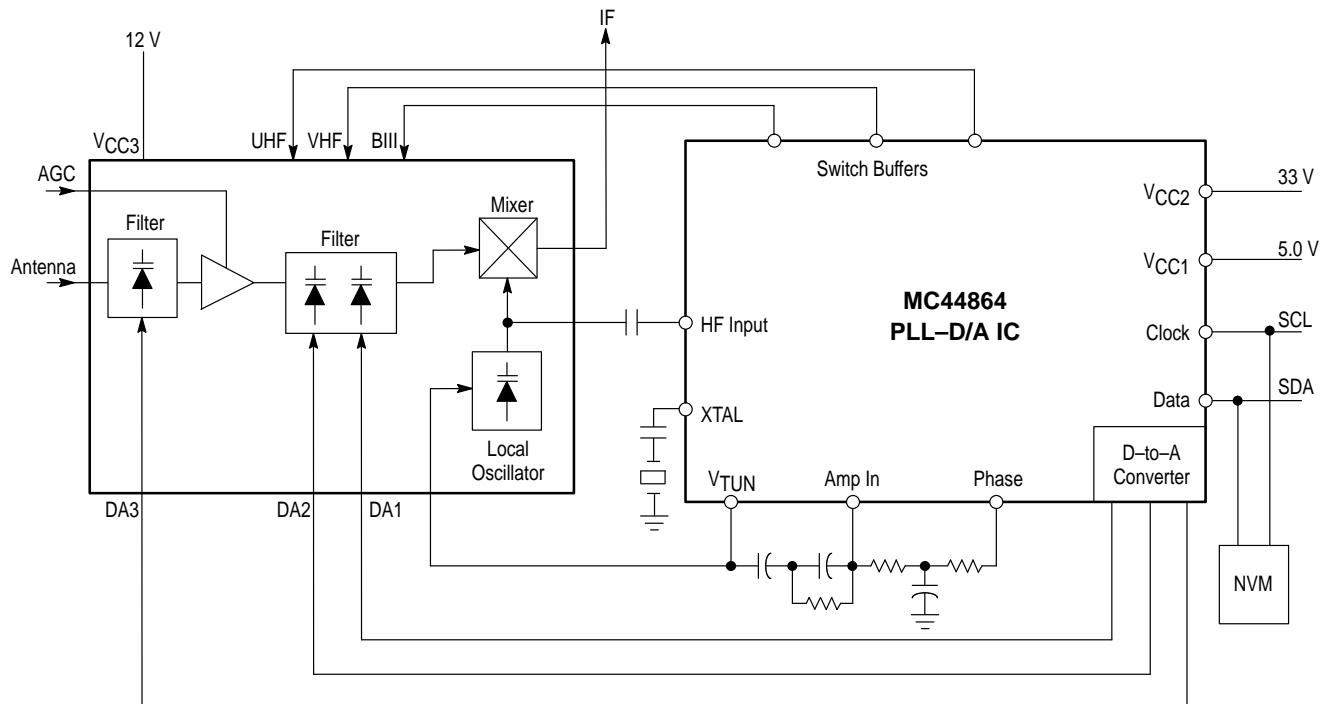 IF
12 V
VCC3
UHF
VHF
BIII
AGC
Switch Buffers
33 V
VCC2
Mixer
Filter
Filter
5.0 V
VCC1
Antenna
MC44864
PLL–D/A IC
HF Input
SCL
Clock
SDA
Data
XTAL
Local
Oscillator
D–to–A
Converter
VTUN
Amp In
Phase
DA3
DA2
DA1
NVM